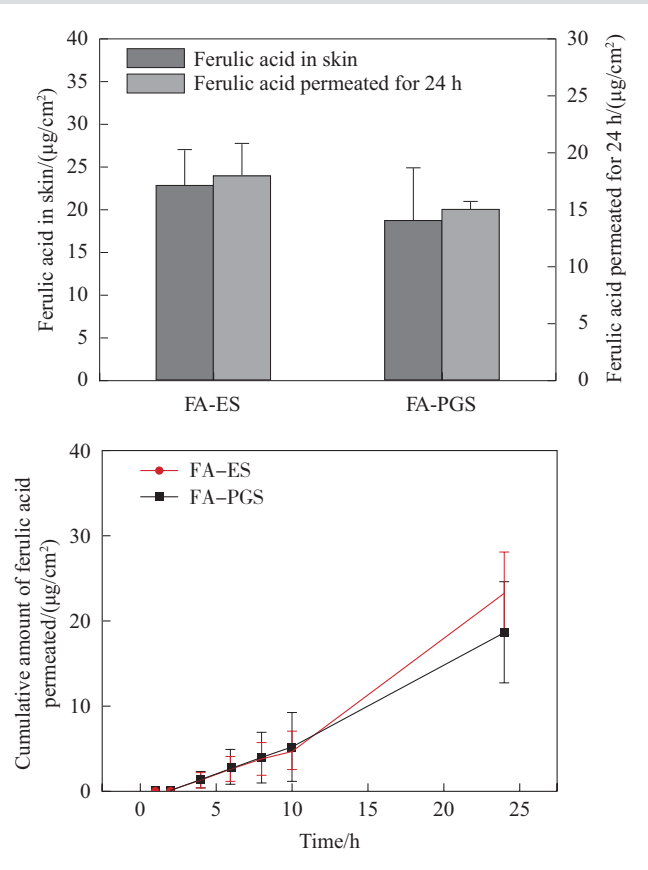 Ferulic acid in skin/(μg/cm²)
40
35
30
25
20
15
10
5
0
Ferulic acid in skin
Ferulic acid permeated for 24 h
30
25
20
15
10
5
0
Ferulic acid permeated for 24 h/(μg/cm²)
FA-ES
FA-PGS
Cumulative amount of ferulic acid
permeated/(μg/cm²)
40
30
20
10
0
FA–ES
FA–PGS
0 5 10 15 20 25
Time/h